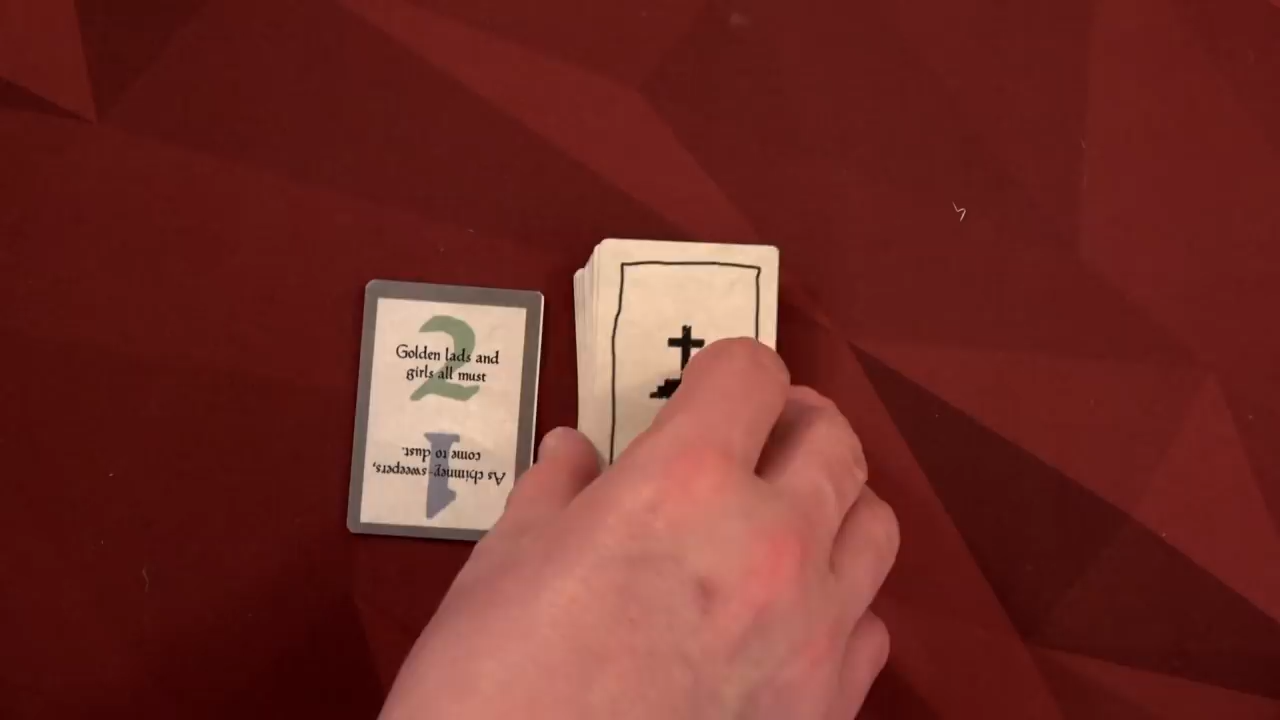 2
Golden lads and
girls all must
1
As chimney-sweepers,
come to dust.